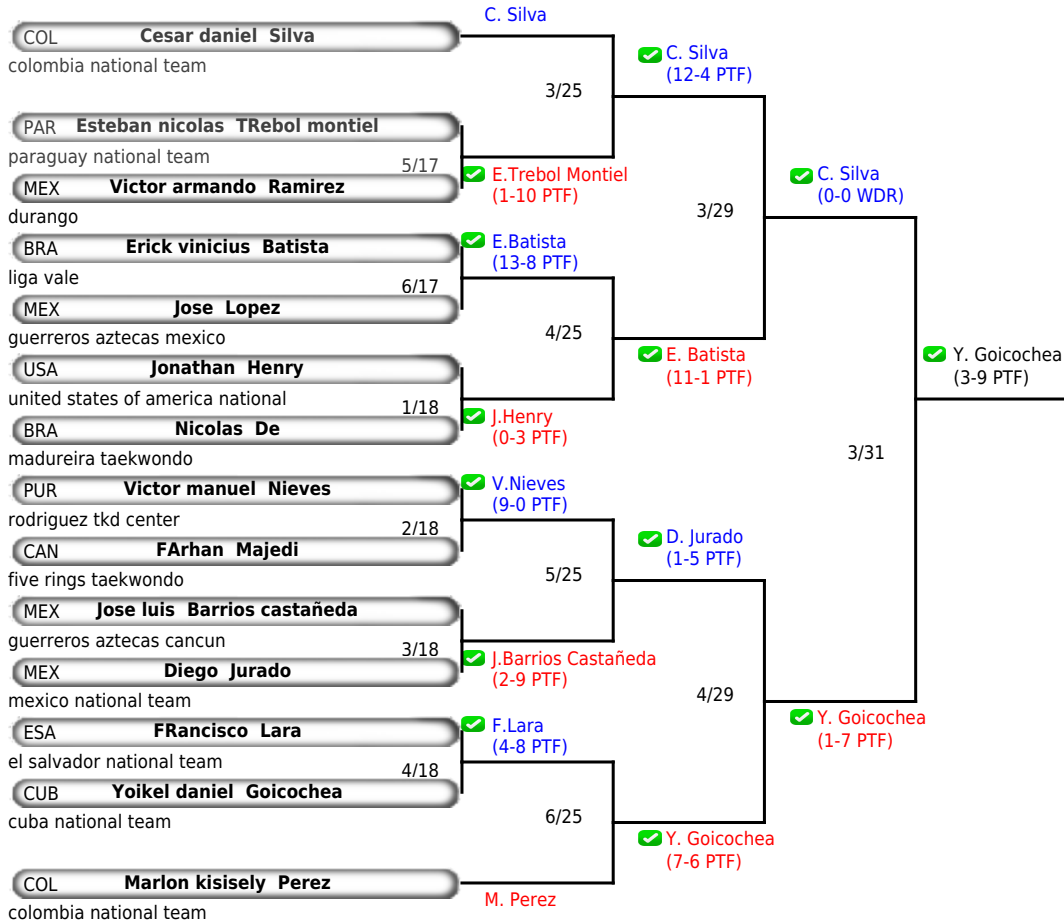 C. Silva
COL Cesar daniel Silva
colombia national team
C. Silva
(12-4 PTF)
3/25
PAR Esteban nicolas TRebol montiel
paraguay national team
5/17
E.Trebol Montiel
(1-10 PTF)
MEX Victor armando Ramirez
durango
C. Silva
(0-0 WDR)
3/29
BRA Erick vinicius Batista
liga vale
E.Batista
(13-8 PTF)
6/17
MEX Jose Lopez
guerreros aztecas mexico
4/25
E. Batista
(11-1 PTF)
USA Jonathan Henry
united states of america national
1/18
J.Henry
(0-3 PTF)
BRA Nicolas De
madureira taekwondo
Y. Goicochea
(3-9 PTF)
3/31
PUR Victor manuel Nieves
rodriguez tkd center
V.Nieves
(9-0 PTF)
2/18
CAN FArhan Majedi
five rings taekwondo
D. Jurado
(1-5 PTF)
5/25
MEX Jose luis Barrios castañeda
guerreros aztecas cancun
3/18
J.Barrios Castañeda
(2-9 PTF)
MEX Diego Jurado
mexico national team
4/29
Y. Goicochea
(1-7 PTF)
ESA FRancisco Lara
el salvador national team
F.Lara
(4-8 PTF)
4/18
CUB Yoikel daniel Goicochea
cuba national team
6/25
Y. Goicochea
(7-6 PTF)
COL Marlon kisisely Perez
colombia national team
M. Perez